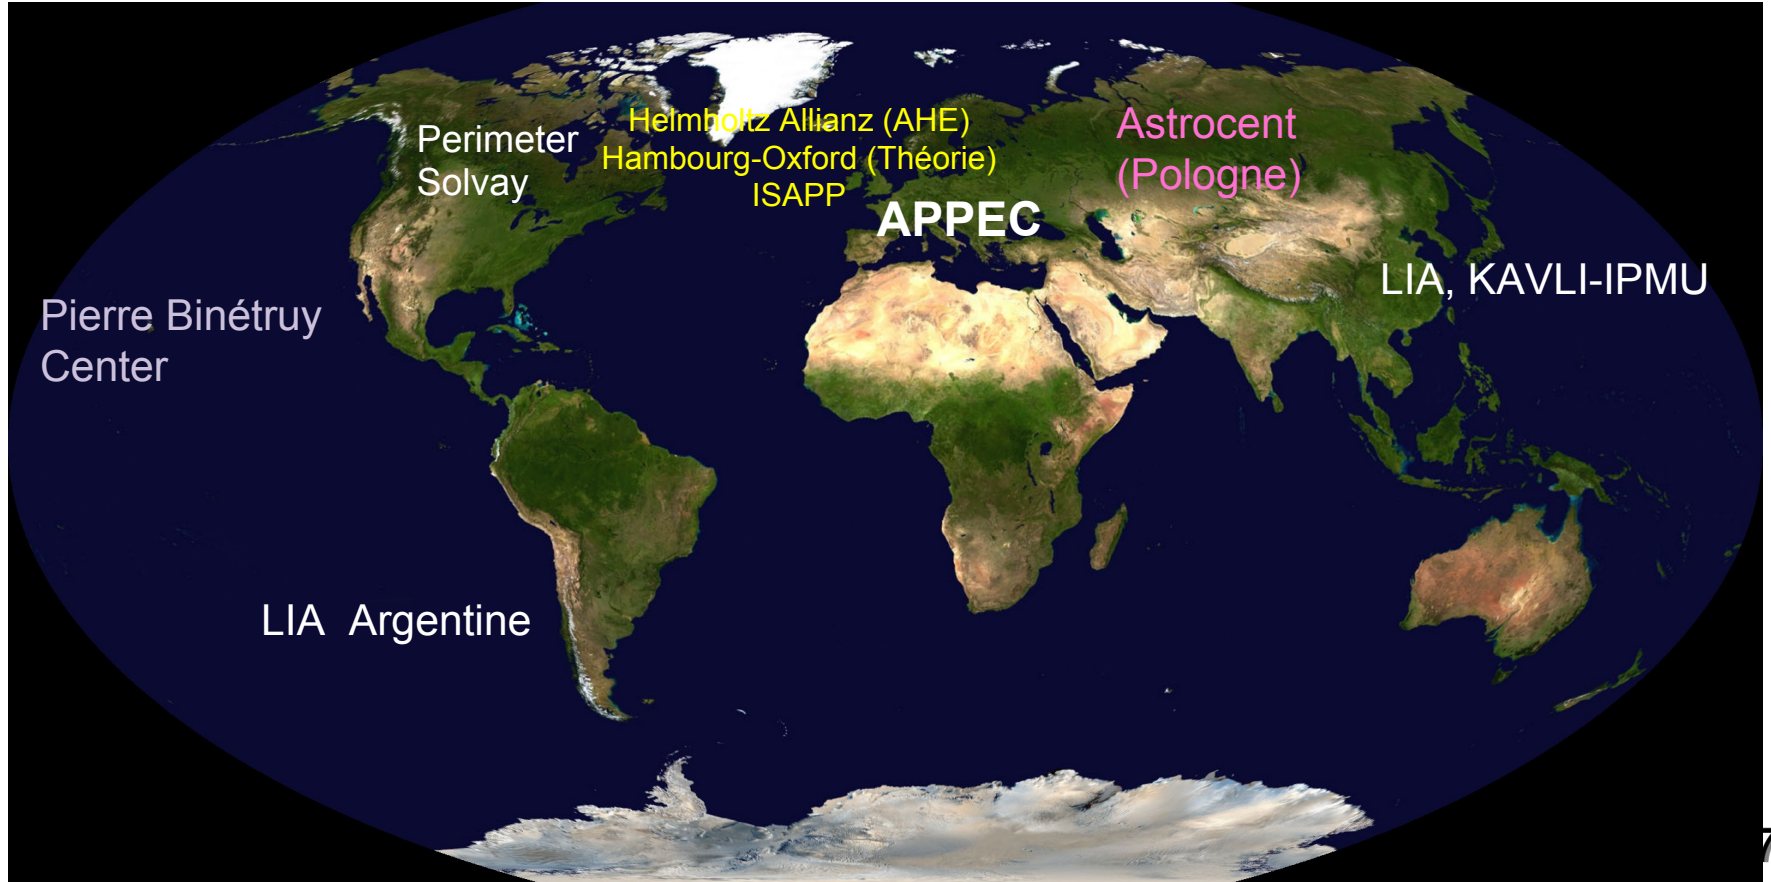 Helmholtz Allianz (AHE)
Hambourg-Oxford (Théorie)
ISAPP
Perimeter
Solvay
Astrocent
(Pologne)
APPEC
LIA, KAVLI-IPMU
Pierre Binétruy
Center
LIA Argentine
7